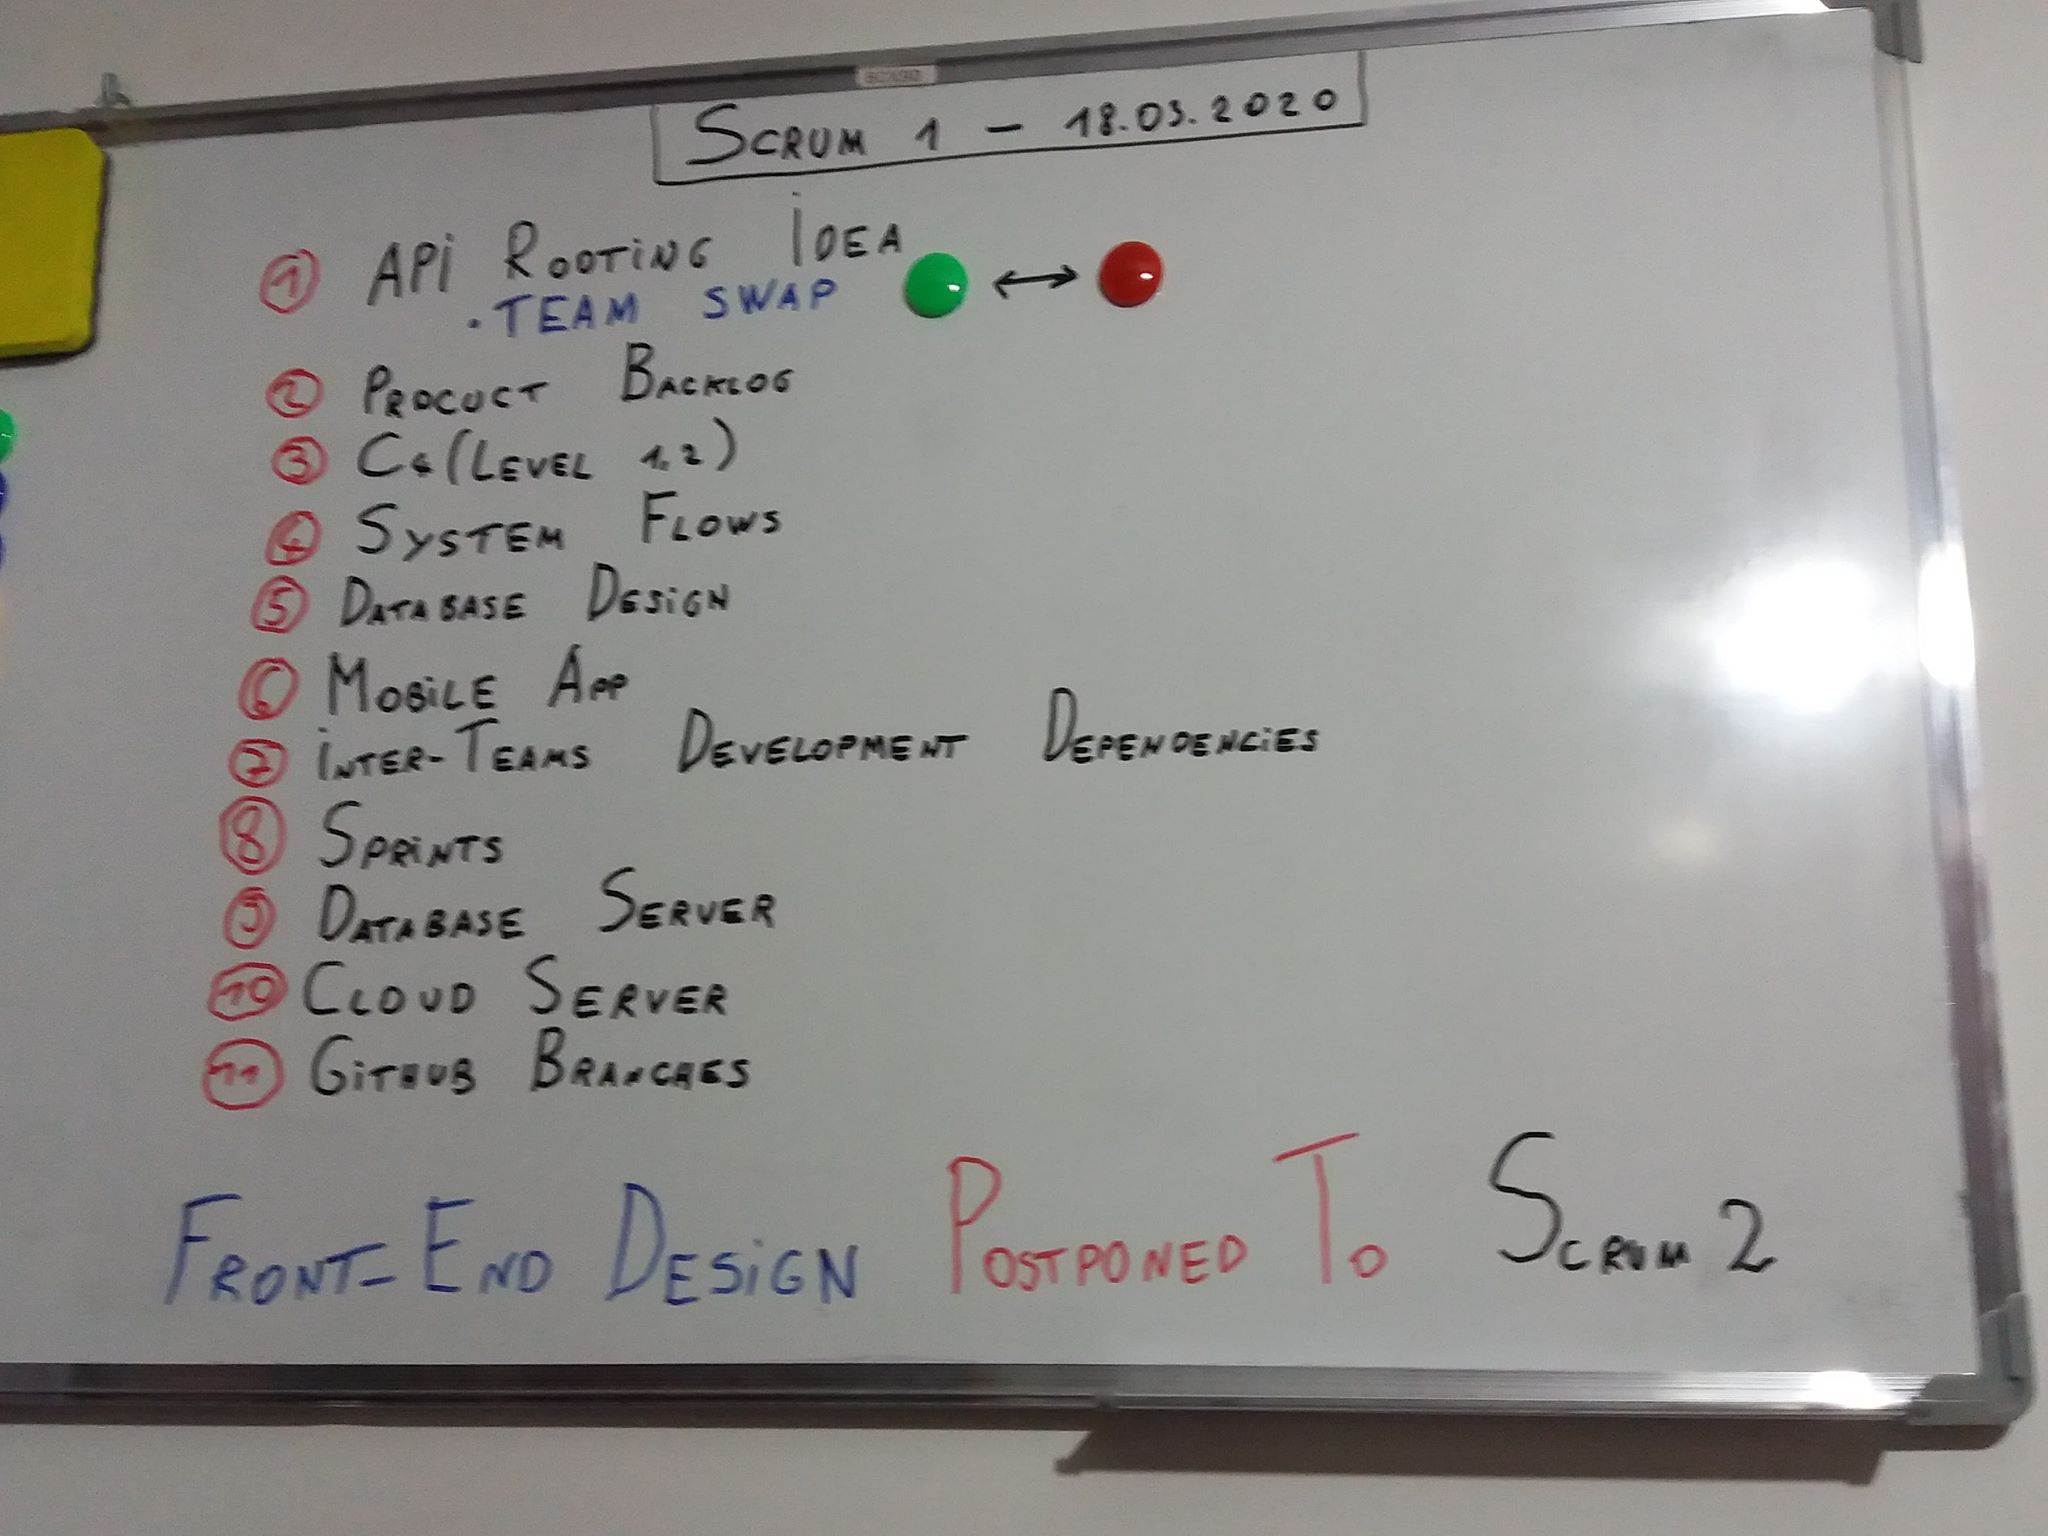 SCRUM 1 - 18.03.2020
1 API ROOTING IDEA
. TEAM SWAP
2 PROCUCT BACKLOG
3 C4 (LEVEL 1,2)
4 SYSTEM FLOWS
5 DATABASE DESIGN
6 MOBILE APP
7 INTER-TEAMS DEVELOPMENT DEPENDENCIES
8 SPRINTS
9 DATABASE SERVER
10 CLOUD SERVER
11 GITHUB BRANCHES
FRONT-END DESIGN POSTPONED TO SCRUM 2